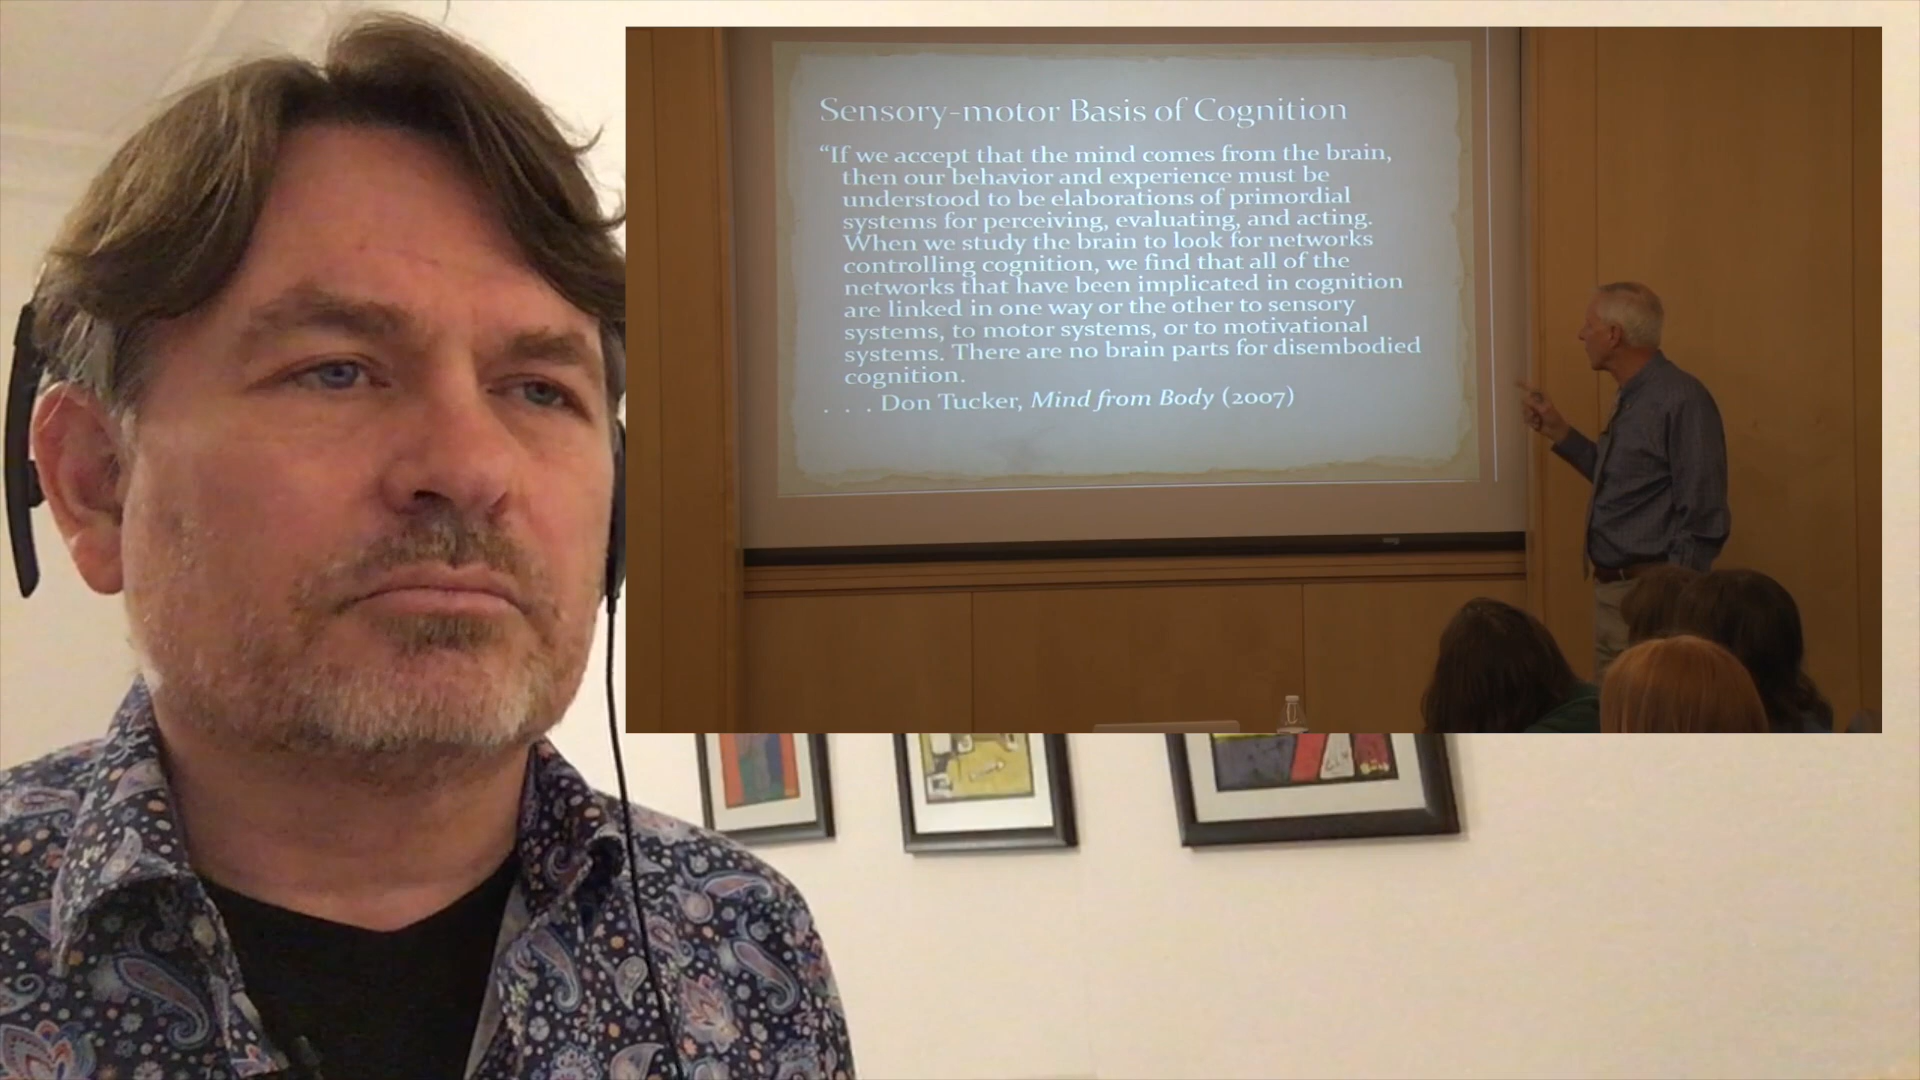 Sensory-motor Basis of Cognition
“If we accept that the mind comes from the brain,
then our behavior and experience must be
understood to be elaborations of primordial
systems for perceiving, evaluating, and acting.
When we study the brain to look for networks
controlling cognition, we find that all of the
networks that have been implicated in cognition
are linked in one way or the other to sensory
systems, to motor systems, or to motivational
systems. There are no brain parts for disembodied
cognition.
. . . Don Tucker, Mind from Body (2007)